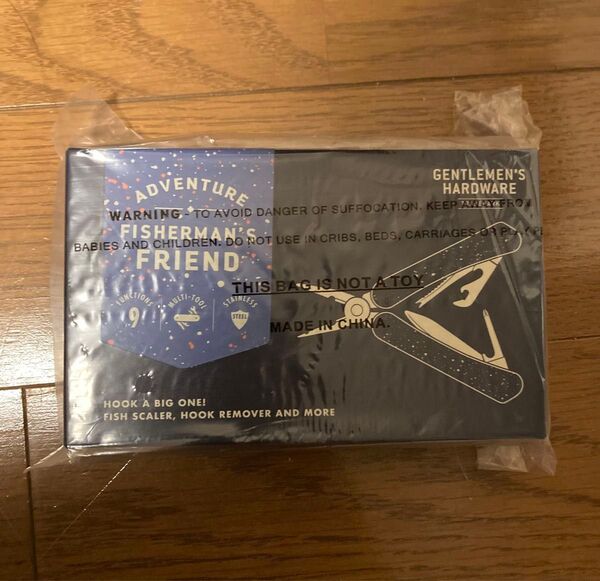 ADVENTURE
FISHERMAN'S
FRIEND
FUNCTIONS
9
MULTI-TOOL
STAINLESS
STEEL
GENTLEMEN'S
HARDWARE
WARNING - TO AVOID DANGER OF SUFFOCATION, KEEP AWAY FROM
BABIES AND CHILDREN. DO NOT USE IN CRIBS, BEDS, CARRIAGES OR
THIS BAG IS NOT A TOY
MADE IN CHINA.
HOOK A BIG ONE!
FISH SCALER, HOOK REMOVER AND MORE